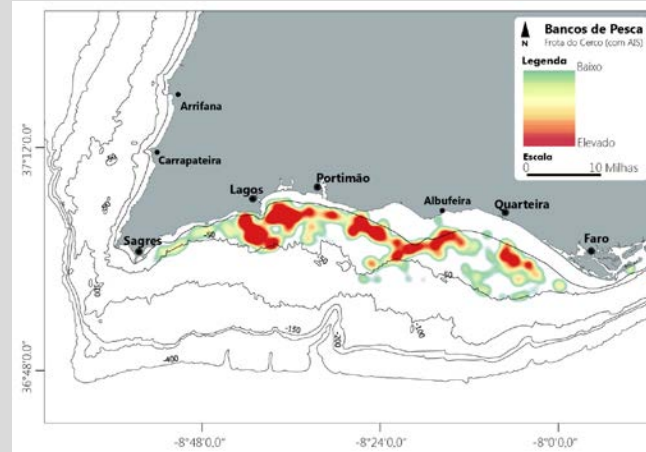 Bancos de Pesca
Frota do Cerco (com AIS)
N
Legenda
Baixo
Elevado
Escala
0 10 Milhas
Arrifana
Carrapateira
Lagos
Portimão
Albufeira
Quarteira
Sagres
Faro
-50
-50
-100
-150
-200
-400
37°12'0.0"
36°48'0.0"
-8°48'0,0"
-8°24'0,0"
-8°0'0,0"